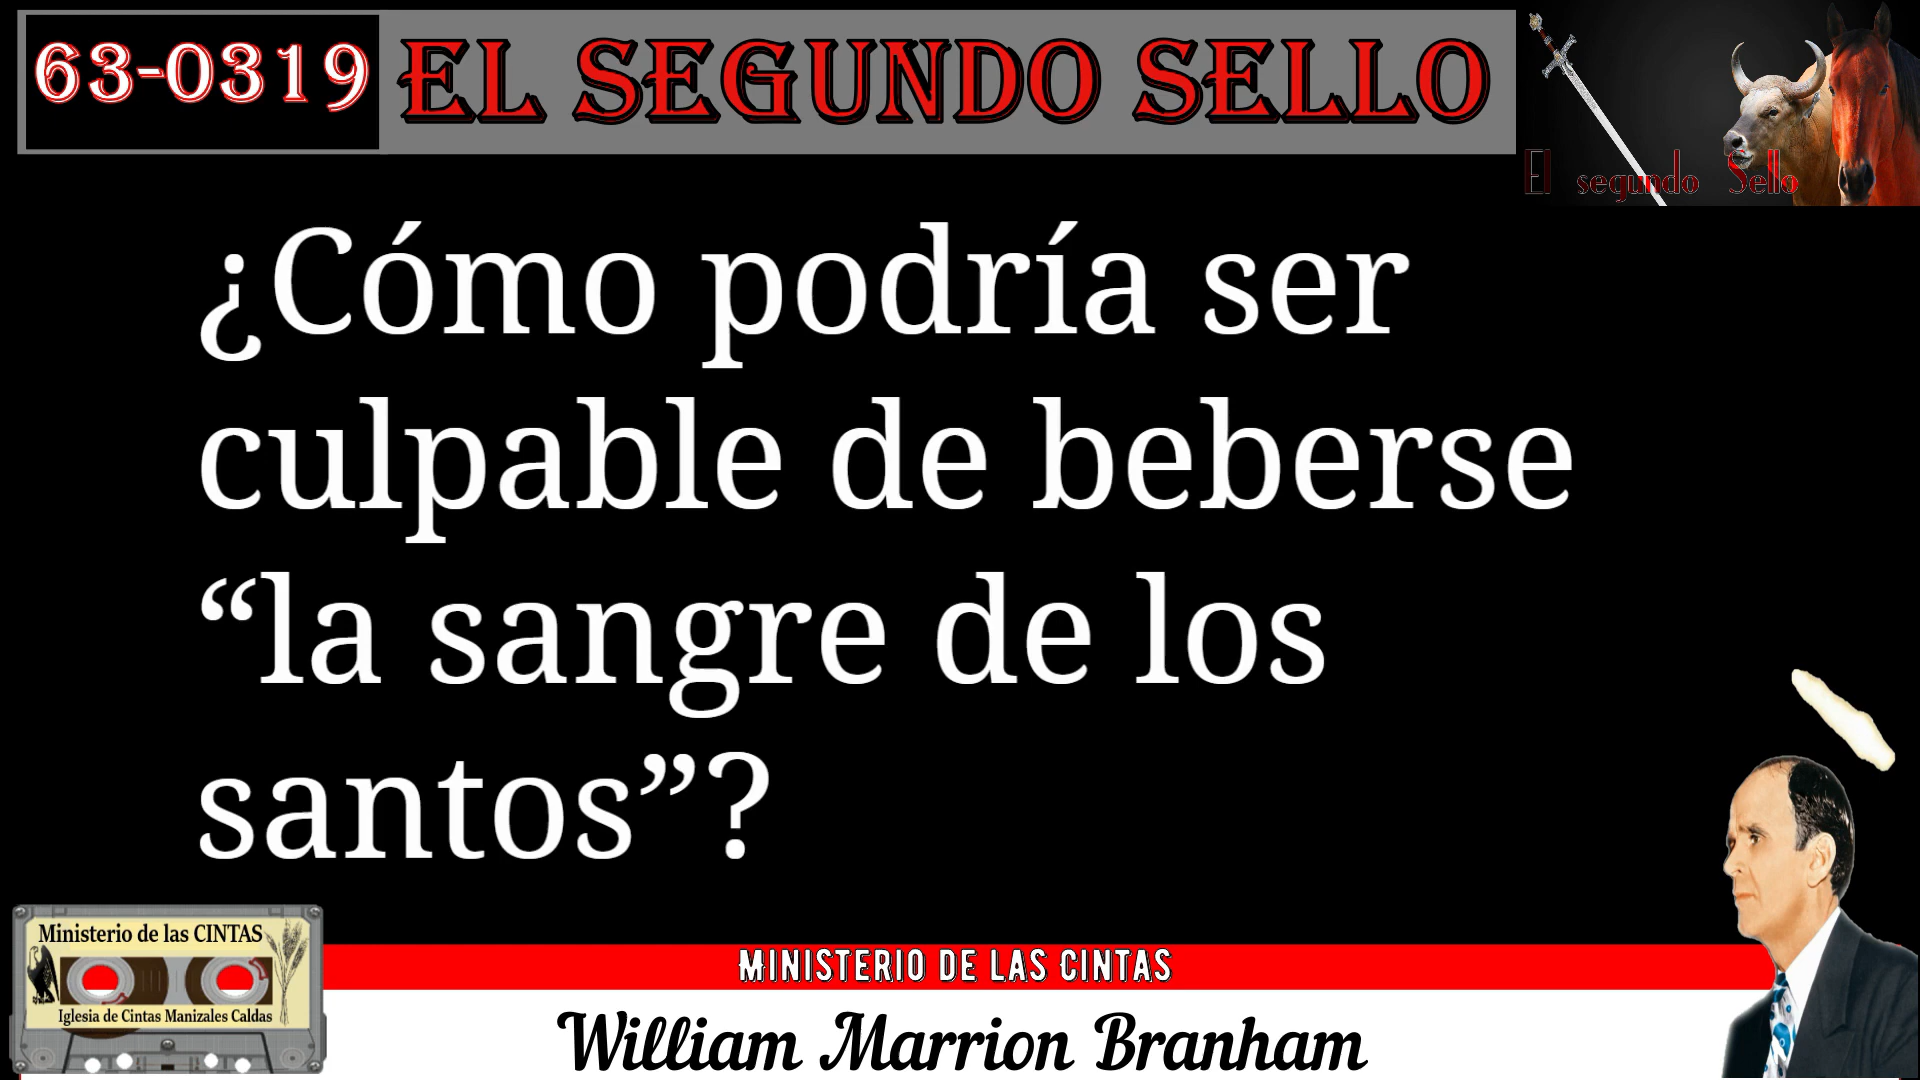 63-0319
EL SEGUNDO SELLO
El segundo Sello
¿Cómo podría ser
culpable de beberse
“la sangre de los
santos”?
Ministerio de las CINTAS
Iglesia de Cintas Manizales Caldas
MINISTERIO DE LAS CINTAS
William Marrion Branham